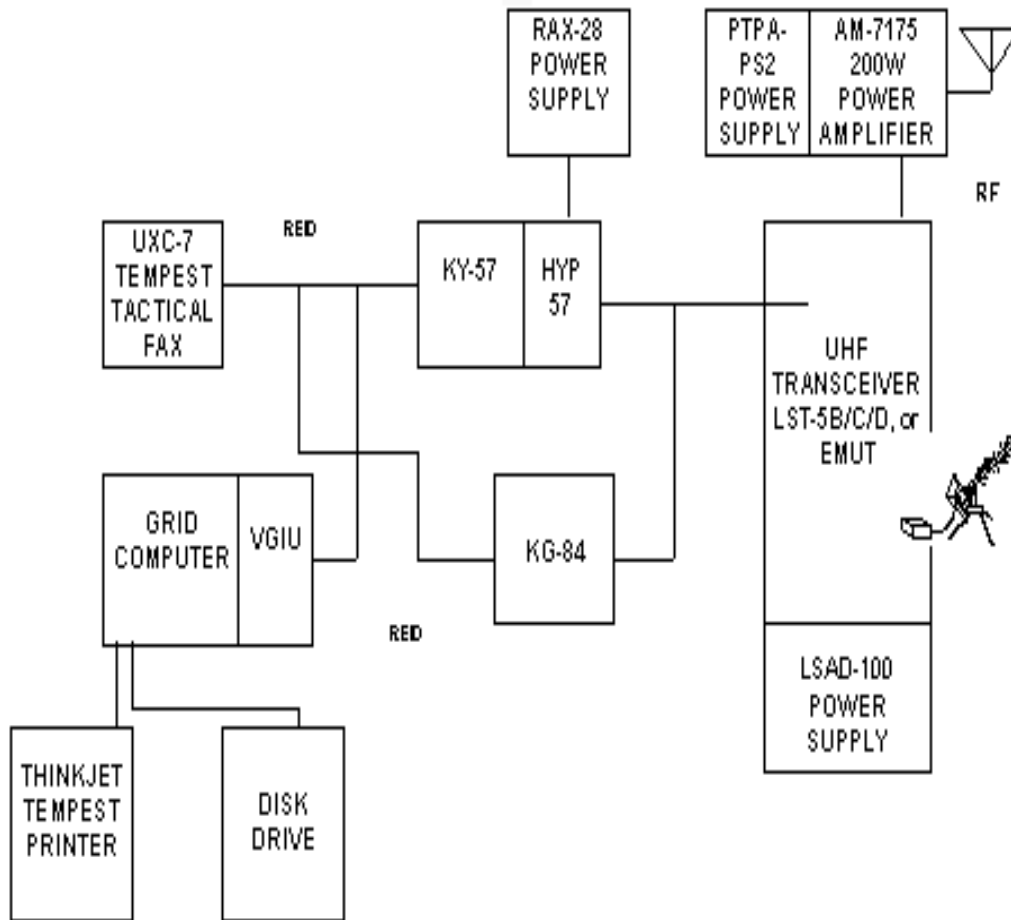 RAX-28
POWER
SUPPLY
PTPA-
PS2
POWER
SUPPLY
AM-7175
200W
POWER
AMPLIFIER
RF
RED
UXC-7
TEMPEST
TACTICAL
FAX
KY-57
HYP
57
UHF
TRANSCEIVER
LST-5B/C/D, or
EMUT
GRID
COMPUTER
VGIU
KG-84
RED
LSAD-100
POWER
SUPPLY
THINKJET
TEMPEST
PRINTER
DISK
DRIVE